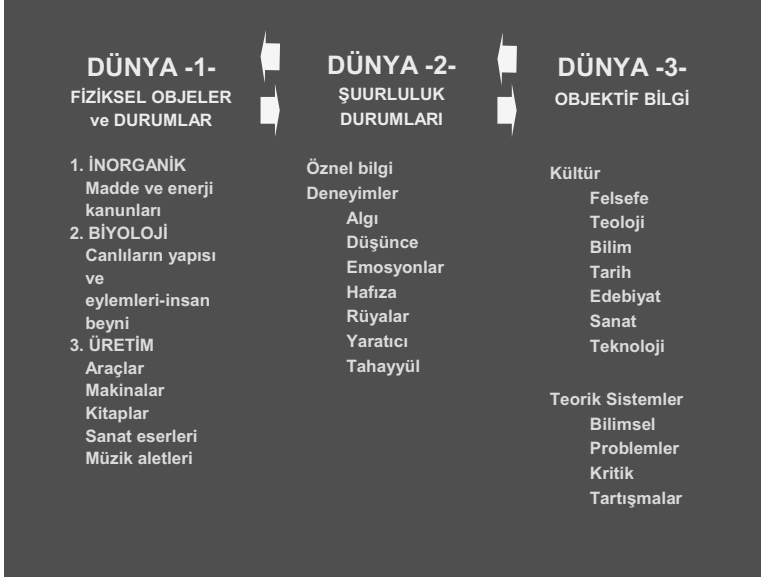 DÜNYA -1-
FİZİKSEL OBJELER
ve DURUMLAR
1. İNORGANİK
Madde ve enerji
kanunları
2. BİYOLOJİ
Canlıların yapısı
ve
eylemleri-insan
beyni
3. ÜRETİM
Araçlar
Makinalar
Kitaplar
Sanat eserleri
Müzik aletleri
DÜNYA -2-
ŞUURLULUK
DURUMLARI
Öznel bilgi
Deneyimler
Algı
Düşünce
Emosyonlar
Hafıza
Rüyalar
Yaratıcı
Tahayyül
DÜNYA -3-
OBJEKTİF BİLGİ
Kültür
Felsefe
Teoloji
Bilim
Tarih
Edebiyat
Sanat
Teknoloji
Teorik Sistemler
Bilimsel
Problemler
Kritik
Tartışmalar